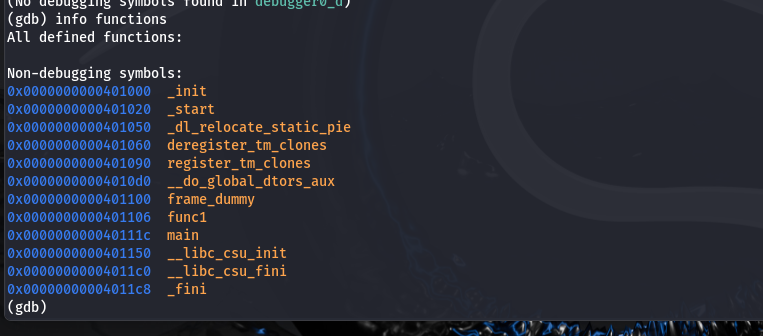 (No debugging symbols found in debugger0_d)
(gdb) info functions
All defined functions:
Non-debugging symbols:
0x0000000000401000  _init
0x0000000000401020  _start
0x0000000000401050  _dl_relocate_static_pie
0x0000000000401060  deregister_tm_clones
0x0000000000401090  register_tm_clones
0x00000000004010d0  __do_global_dtors_aux
0x0000000000401100  frame_dummy
0x0000000000401106  func1
0x000000000040111c  main
0x0000000000401150  __libc_csu_init
0x00000000004011c0  __libc_csu_fini
0x00000000004011c8  _fini
(gdb)